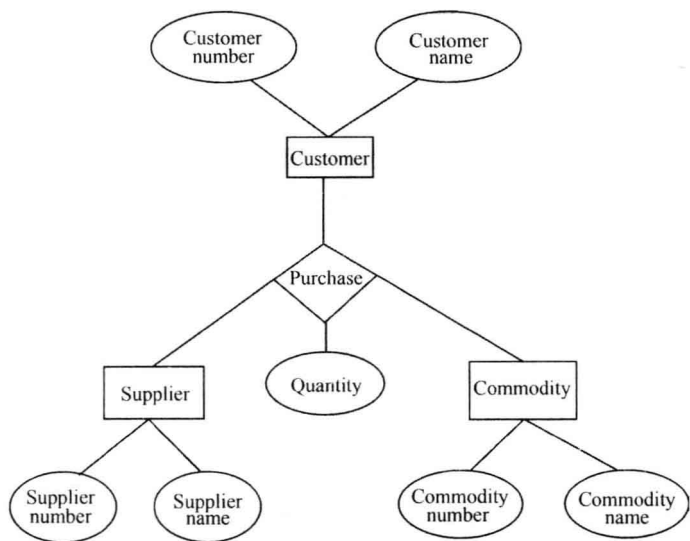 Customer
number
Customer
name
Customer
Purchase
Supplier
Quantity
Commodity
Supplier
number
Supplier
name
Commodity
number
Commodity
name